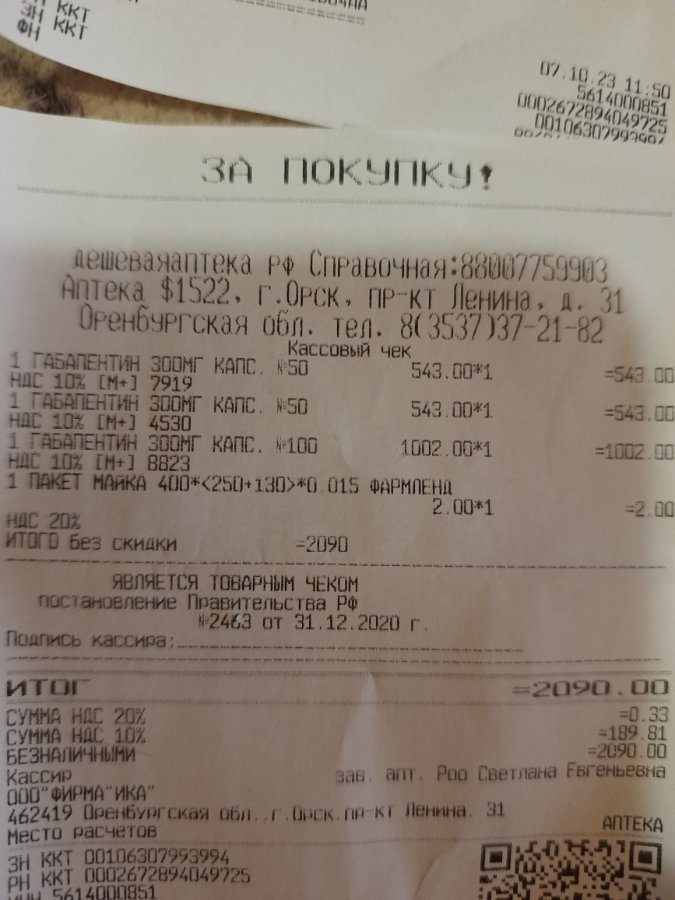 ЗН ККТ
ФН ККТ
07.10.23 11:50
5614000851
0002672894049725
00106307993994
ЗА ПОКУПКУ!
дешеваяаптека РФ Справочная:88007759903
Аптека $1522, г.Орск, пр-кт Ленина, д. 31
Оренбургская обл. тел. 8(3537)37-21-82
Кассовый чек
1 ГАБАПЕНТИН 300МГ КАПС. №50 543.00*1 =543.00
НДС 10% [М+] 7919
1 ГАБАПЕНТИН 300МГ КАПС. №50 543.00*1 =543.00
НДС 10% [М+] 4530
1 ГАБАПЕНТИН 300МГ КАПС. №100 1002.00*1 =1002.00
НДС 10% [М+] 8823
1 ПАКЕТ МАЙКА 400*<250+130>*0.015 ФАРМЛЕНД
2.00*1 =2.00
НДС 20%
ИТОГО без скидки =2090
ЯВЛЯЕТСЯ ТОВАРНЫМ ЧЕКОМ
постановление Правительства РФ
№2463 от 31.12.2020 г.
Подпись кассира:
ИТОГ =2090.00
СУММА НДС 20% =0.33
СУММА НДС 10% =189.81
БЕЗНАЛИЧНЫМИ =2090.00
Кассир зав. апт. Роо Светлана Евгеньевна
ООО"ФИРМА"ИКА"
462419 Оренбургская обл.,г.Орск,пр-кт Ленина, 31
Место расчетов АПТЕКА
ЗН ККТ 00106307993994
РН ККТ 0002672894049725
ИНН 5614000851